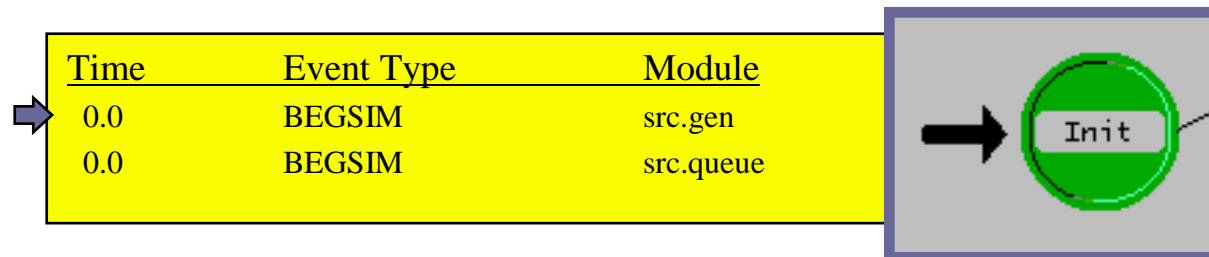 Time Event Type Module
0.0 BEGSIM src.gen
0.0 BEGSIM src.queue
Init